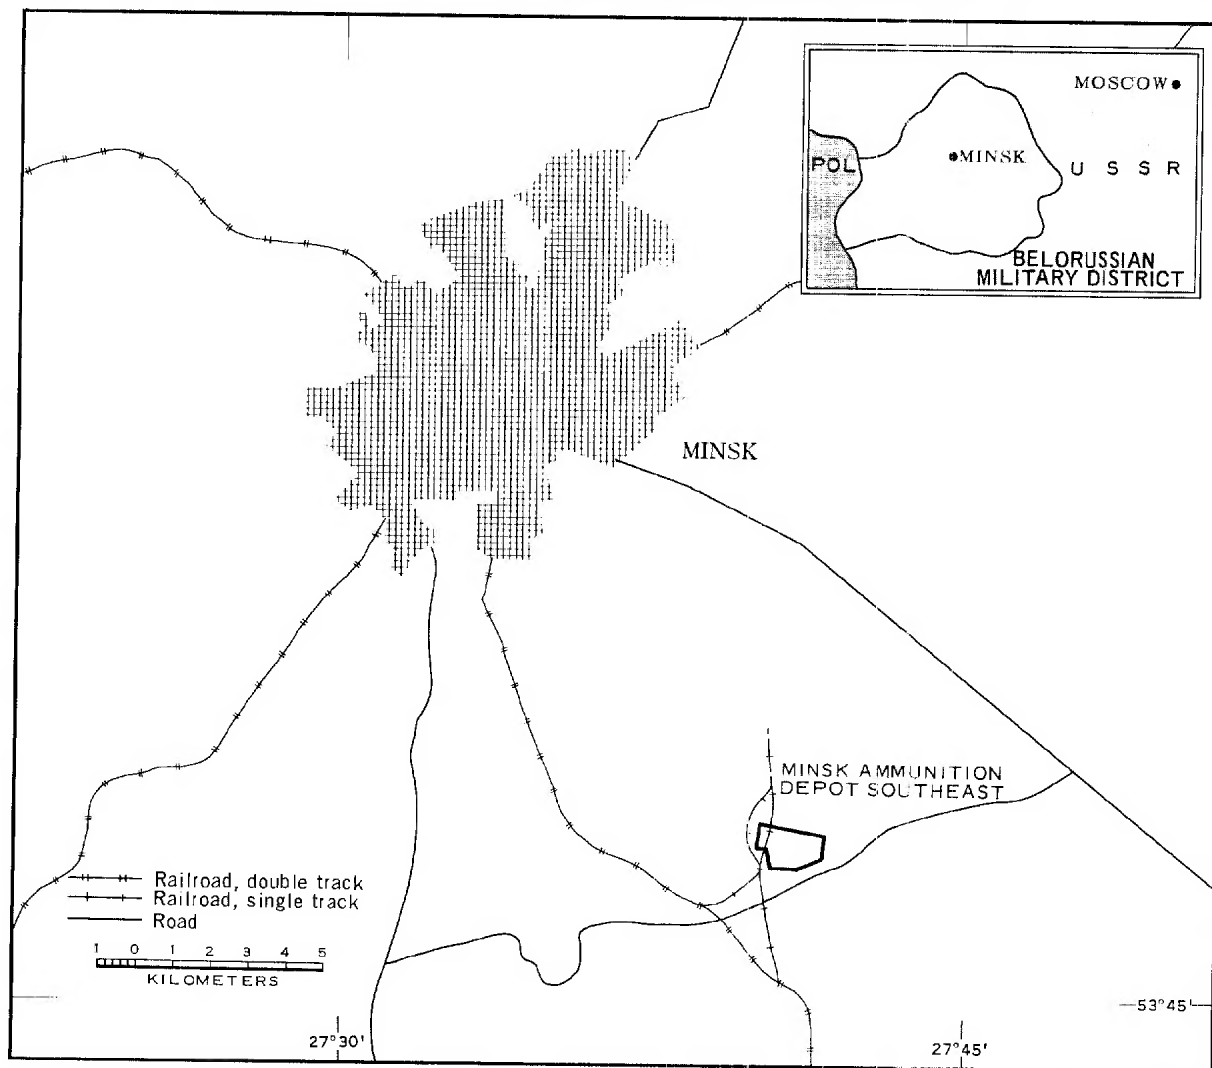 MOSCOW
MINSK
POL
U S S R
BELORUSSIAN
MILITARY DISTRICT
MINSK
MINSK AMMUNITION
DEPOT SOUTHEAST
Railroad, double track
Railroad, single track
Road
1 0 1 2 3 4 5
KILOMETERS
53°45'
27°30'
27°45'